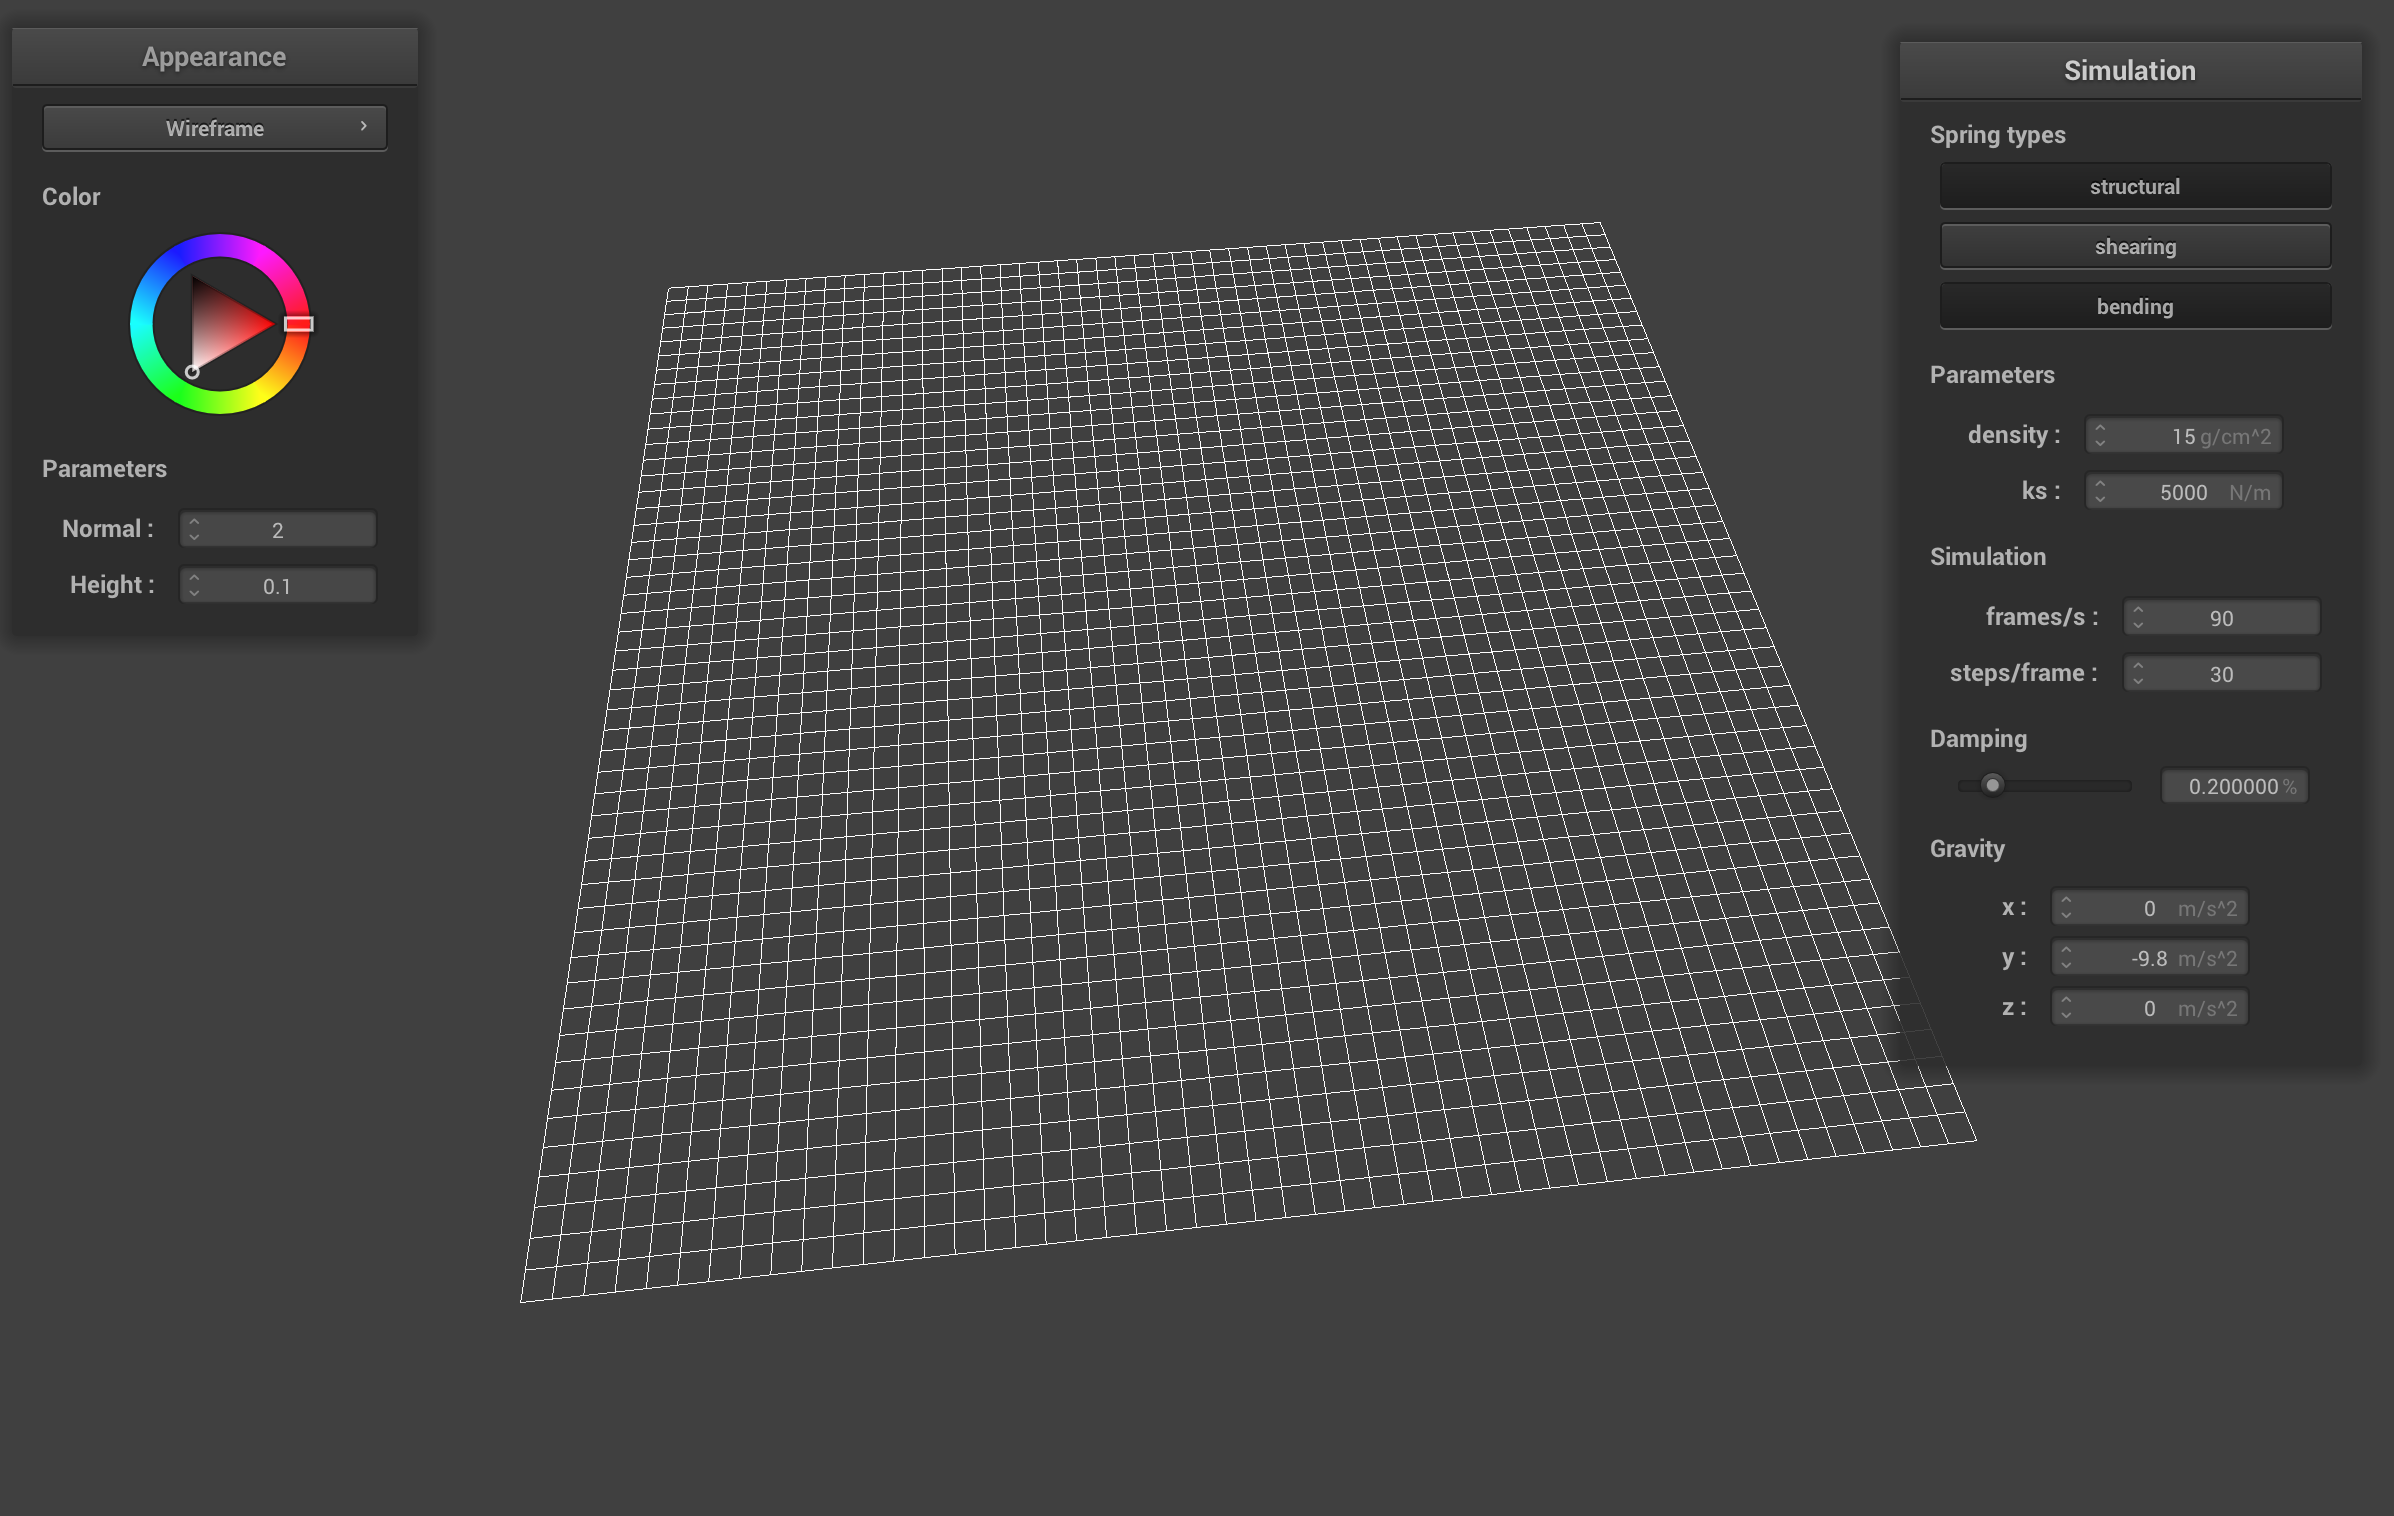 Appearance
Wireframe
Color
Parameters
Normal : 2
Height : 0.1
Simulation
Spring types
structural
shearing
bending
Parameters
density : 15 g/cm^2
ks : 5000 N/m
Simulation
frames/s : 90
steps/frame : 30
Damping
0.200000 %
Gravity
x : 0 m/s^2
y : -9.8 m/s^2
z : 0 m/s^2